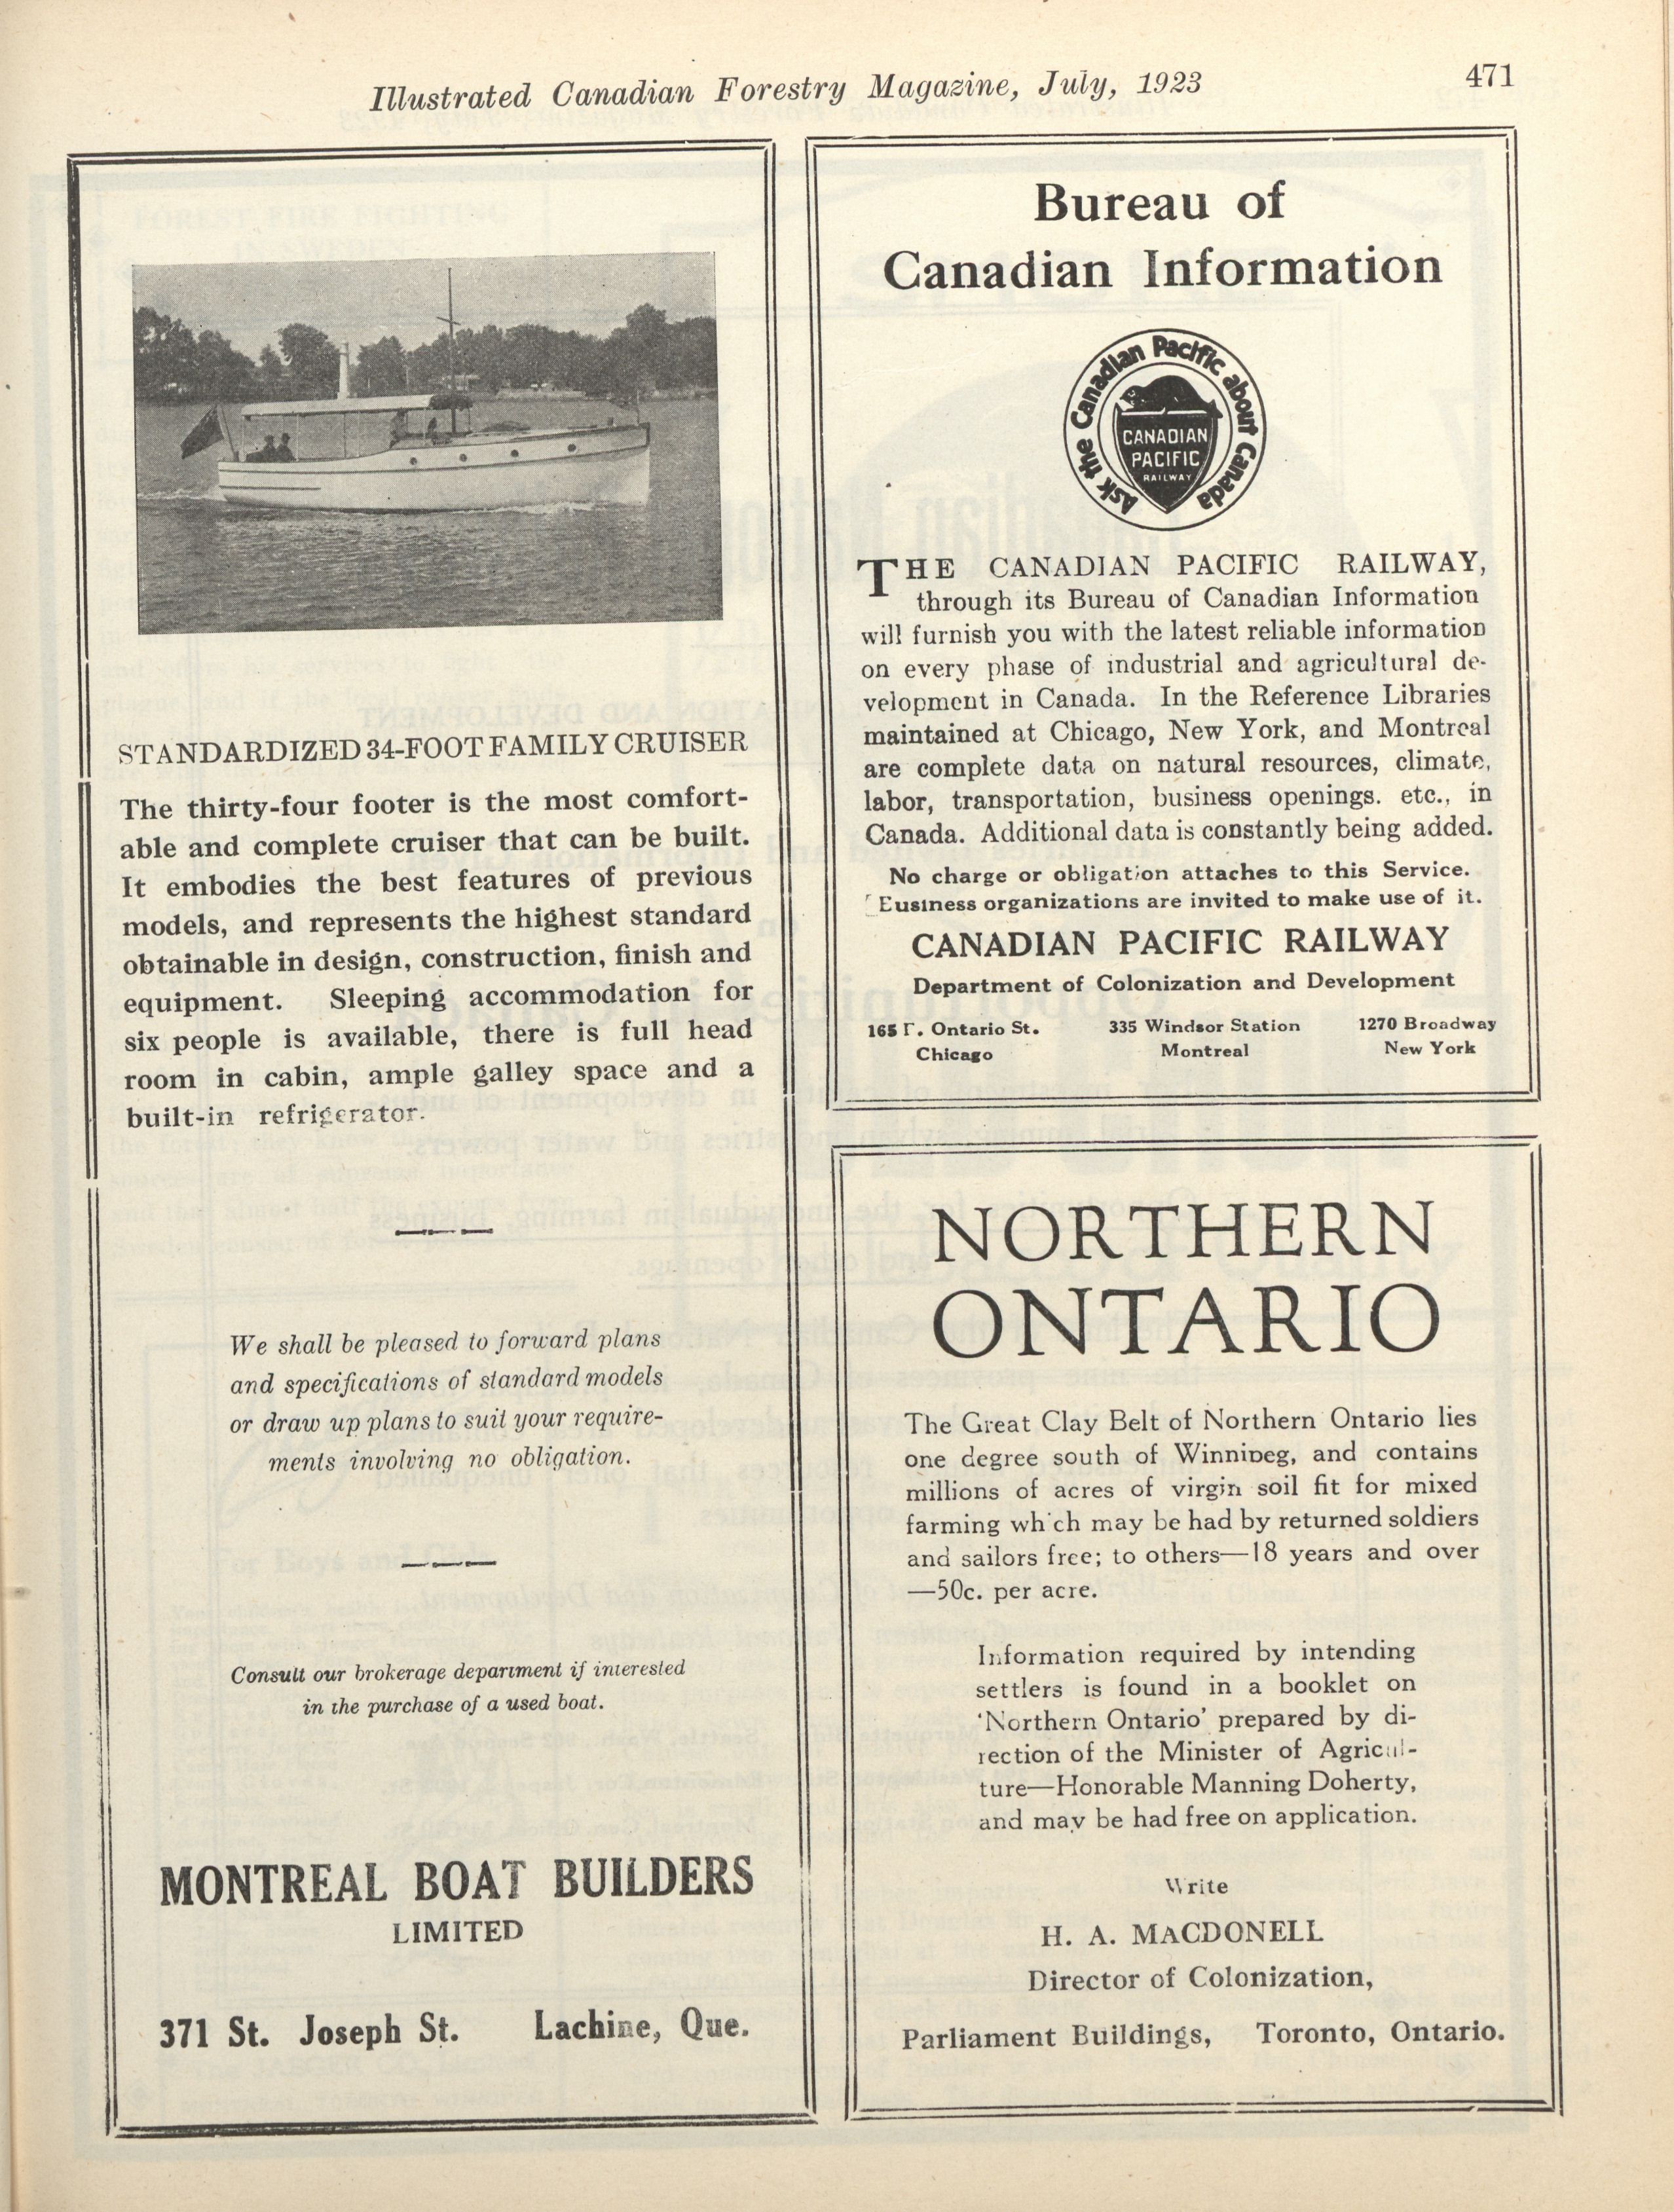 Illustrated Canadian Forestry Magazine, July, 1923
471
STANDARDIZED 34-FOOT FAMILY CRUISER
The thirty-four footer is the most comfort-
able and complete cruiser that can be built.
It embodies the best features of previous
models, and represents the highest standard
obtainable in design, construction, finish and
equipment. Sleeping accommodation for
six people is available, there is full head
room in cabin, ample galley space and a
built-in refrigerator.
We shall be pleased to forward plans
and specifications of standard models
or draw up plans to suit your require-
ments involving no obligation.
Consult our brokerage department if interested
in the purchase of a used boat.
MONTREAL BOAT BUILDERS
LIMITED
371 St. Joseph St. Lachine, Que.
Bureau of
Canadian Information
Ask the Canadian Pacific about Canada
CANADIAN
PACIFIC
RAILWAY
THE CANADIAN PACIFIC RAILWAY,
through its Bureau of Canadian Information
will furnish you with the latest reliable information
on every phase of industrial and agricultural de-
velopment in Canada. In the Reference Libraries
maintained at Chicago, New York, and Montreal
are complete data on natural resources, climate,
labor, transportation, business openings. etc., in
Canada. Additional data is constantly being added.
No charge or obligation attaches to this Service.
Business organizations are invited to make use of it.
CANADIAN PACIFIC RAILWAY
Department of Colonization and Development
165 E. Ontario St. 335 Windsor Station 1270 Broadway
Chicago Montreal New York
NORTHERN
ONTARIO
The Great Clay Belt of Northern Ontario lies
one degree south of Winnipeg, and contains
millions of acres of virgin soil fit for mixed
farming which may be had by returned soldiers
and sailors free; to others—18 years and over
—50c. per acre.
Information required by intending
settlers is found in a booklet on
'Northern Ontario' prepared by di-
rection of the Minister of Agricul-
ture—Honorable Manning Doherty,
and may be had free on application.
Write
H. A. MACDONELL
Director of Colonization,
Parliament Buildings, Toronto, Ontario.